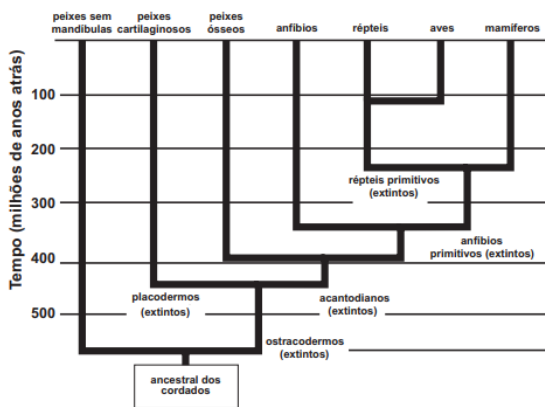 peixes sem
mandibulas
peixes
cartilaginosos
peixes
ósseos
anfíbios
répteis
aves
mamíferos
Tempo (milhões de anos atrás)
100
200
300
400
500
répteis primitivos
(extintos)
anfíbios
primitivos (extintos)
placodermos
(extintos)
acantodianos
(extintos)
ostracodermos
(extintos)
ancestral dos
cordados